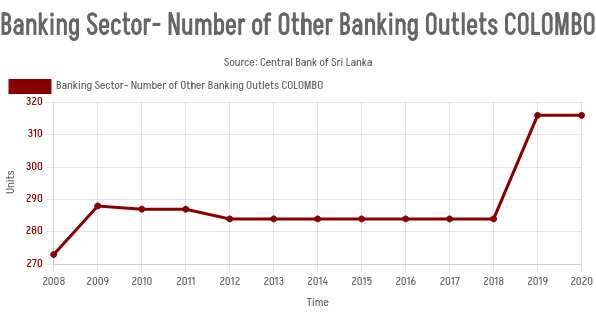 Banking Sector- Number of Other Banking Outlets COLOMBO
Source: Central Bank of Sri Lanka
Banking Sector- Number of Other Banking Outlets COLOMBO
320
310
300
290
280
270
Units
2008 2009 2010 2011 2012 2013 2014 2015 2016 2017 2018 2019 2020
Time